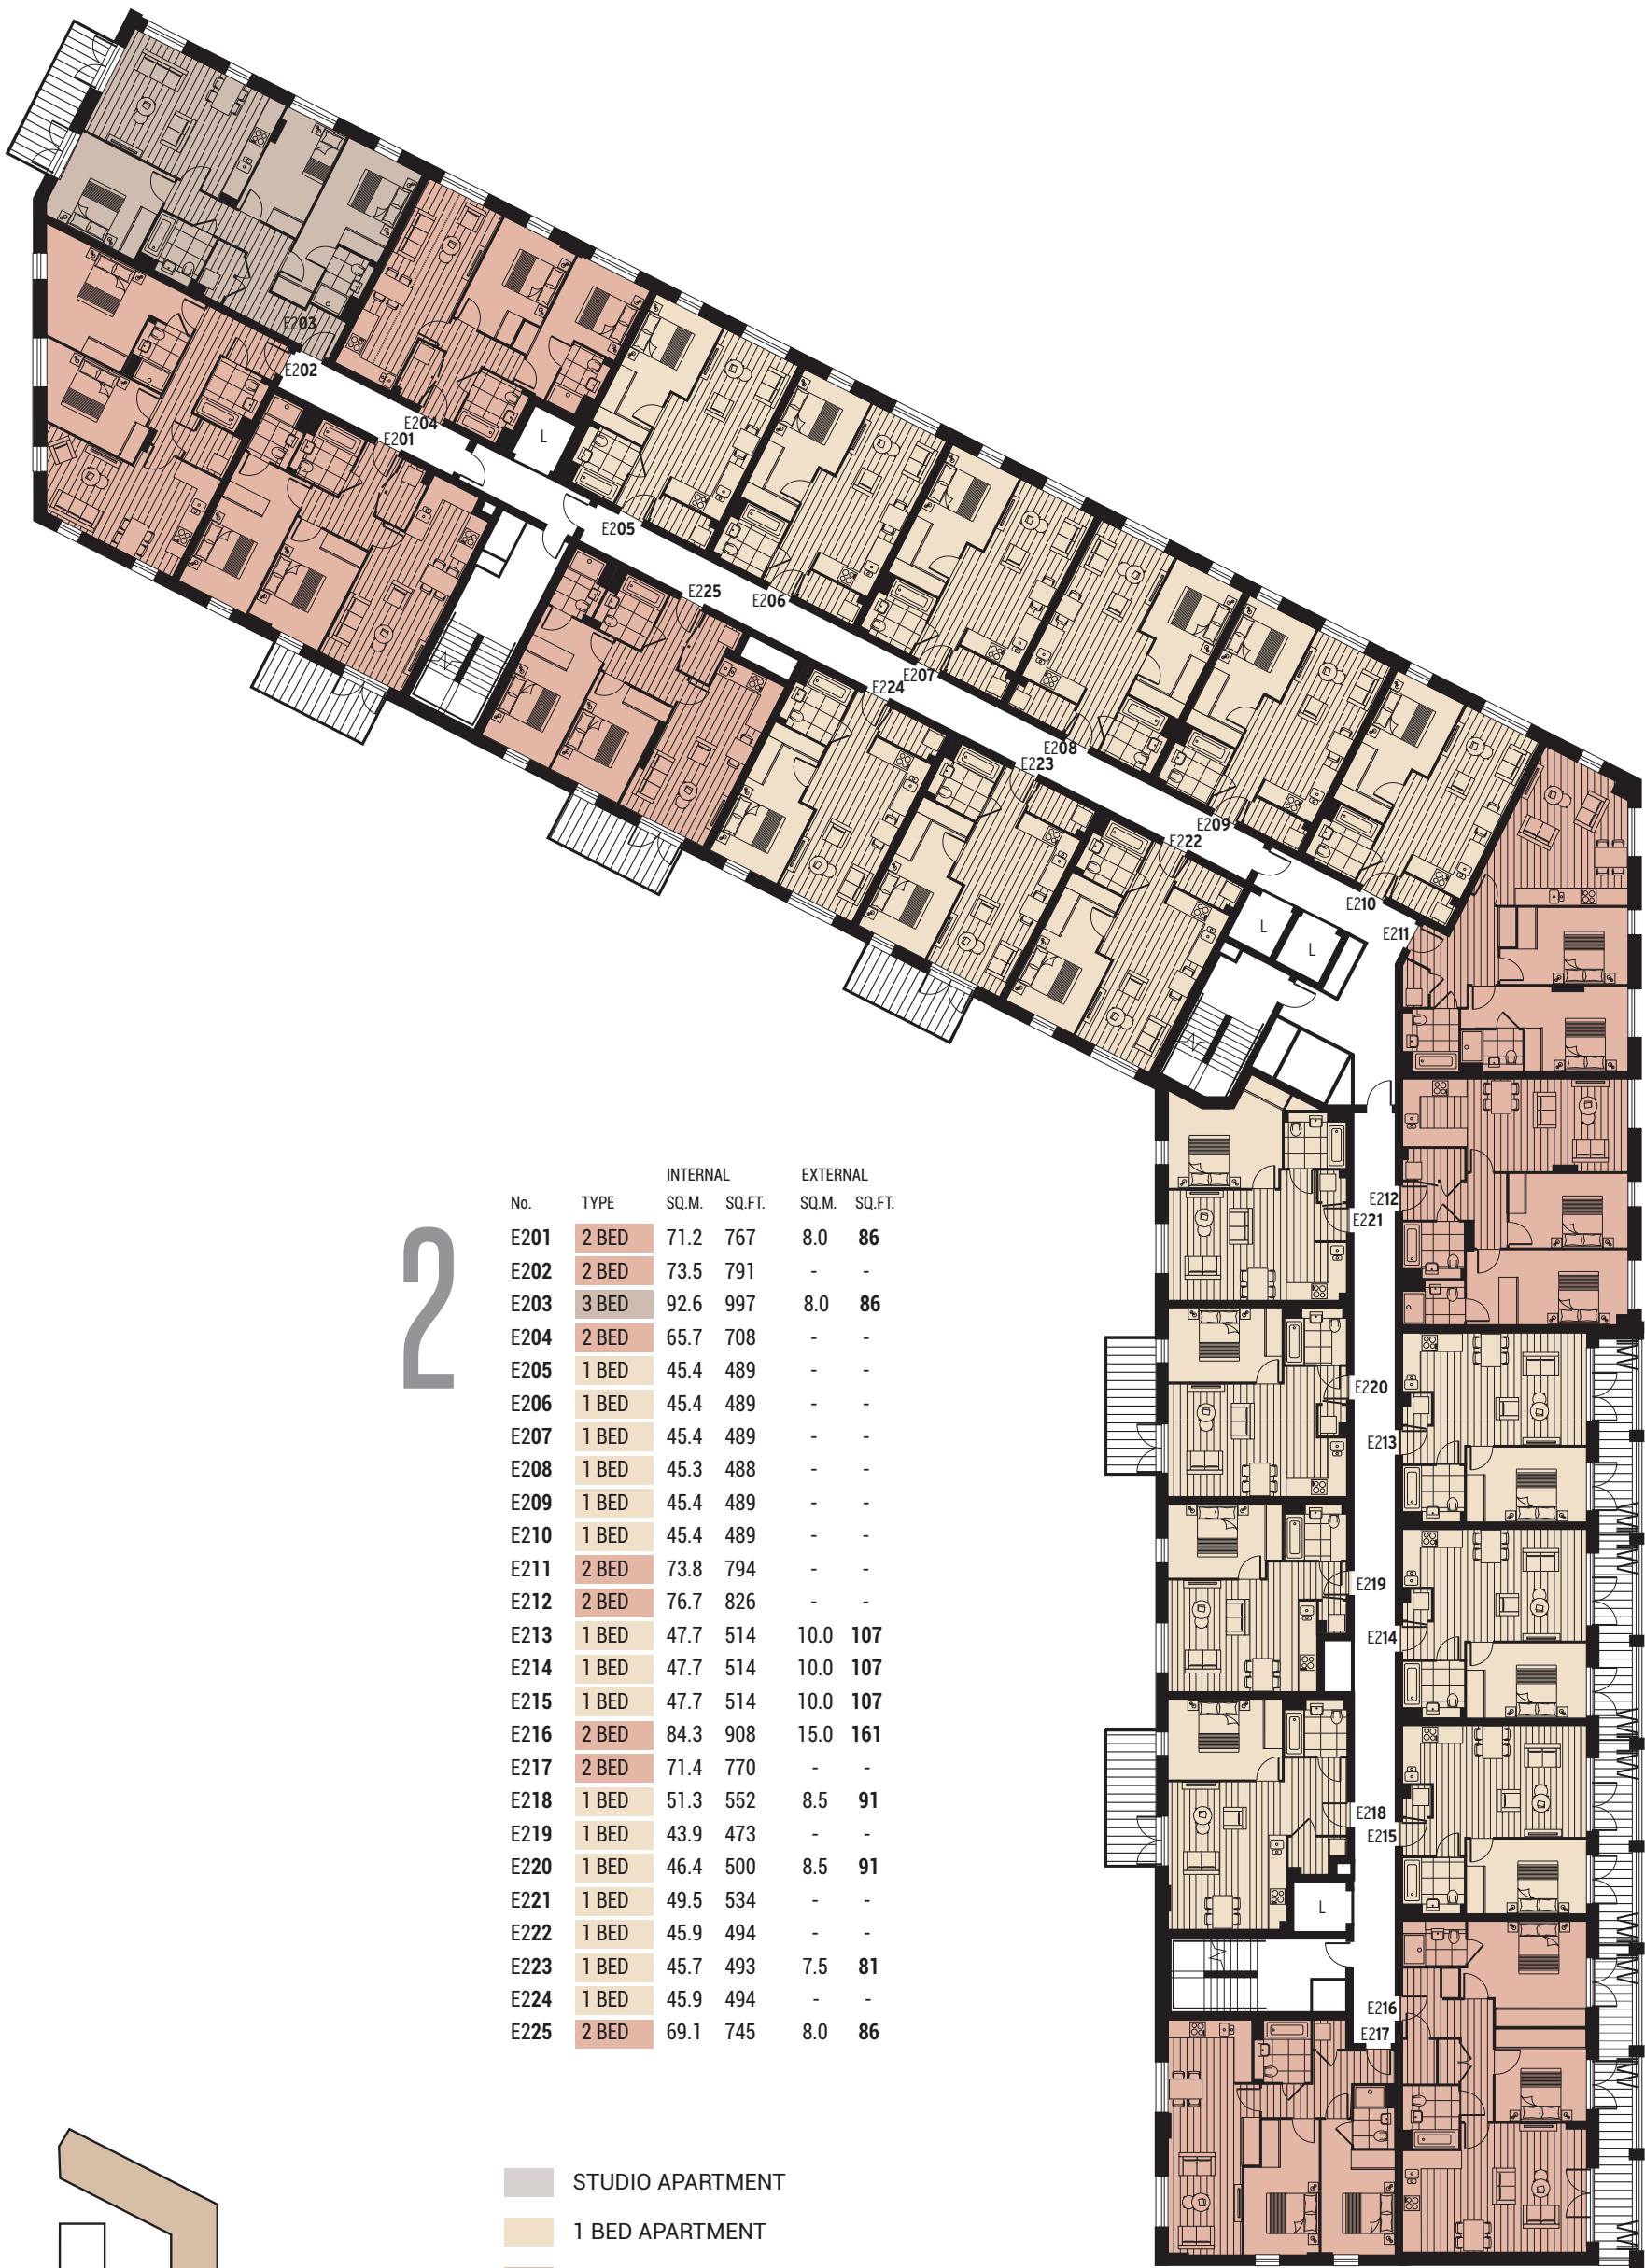 E203
E202
E204
E201
L
E205
E225
E206
E207
E224
E208
E223
E209
E222
E210
L
L
E211
E212
E221
E220
E213
E219
E214
E218
E215
L
E216
E217
2
INTERNAL EXTERNAL
No. TYPE SQ.M. SQ.FT. SQ.M. SQ.FT.
E201 2 BED 71.2 767 8.0 86
E202 2 BED 73.5 791 - -
E203 3 BED 92.6 997 8.0 86
E204 2 BED 65.7 708 - -
E205 1 BED 45.4 489 - -
E206 1 BED 45.4 489 - -
E207 1 BED 45.4 489 - -
E208 1 BED 45.3 488 - -
E209 1 BED 45.4 489 - -
E210 1 BED 45.4 489 - -
E211 2 BED 73.8 794 - -
E212 2 BED 76.7 826 - -
E213 1 BED 47.7 514 10.0 107
E214 1 BED 47.7 514 10.0 107
E215 1 BED 47.7 514 10.0 107
E216 2 BED 84.3 908 15.0 161
E217 2 BED 71.4 770 - -
E218 1 BED 51.3 552 8.5 91
E219 1 BED 43.9 473 - -
E220 1 BED 46.4 500 8.5 91
E221 1 BED 49.5 534 - -
E222 1 BED 45.9 494 - -
E223 1 BED 45.7 493 7.5 81
E224 1 BED 45.9 494 - -
E225 2 BED 69.1 745 8.0 86
STUDIO APARTMENT
1 BED APARTMENT